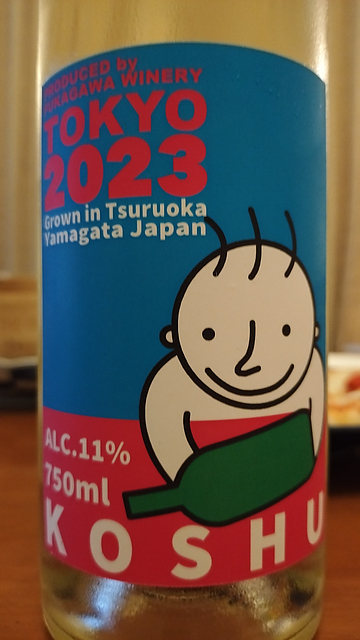 PRODUCED by
FUKAGAWA WINERY
TOKYO
2023
Grown in Tsuruoka
Yamagata Japan
ALC.11%
750ml
KOSHU